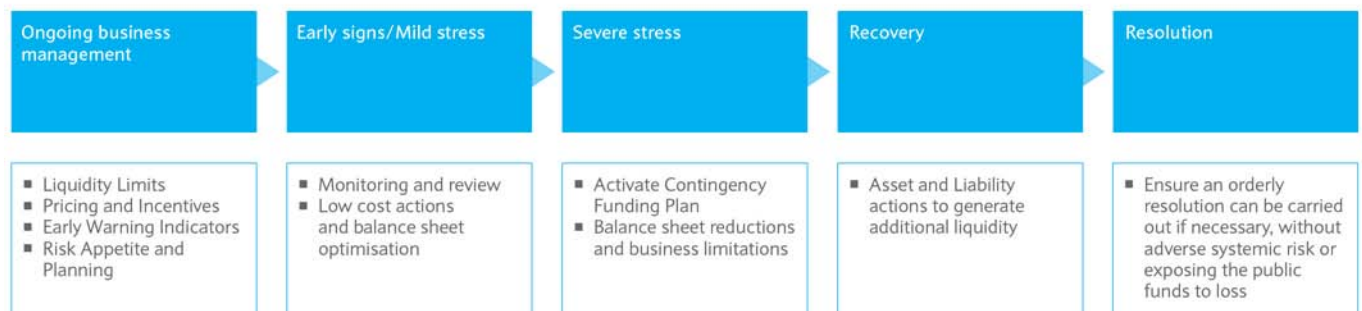 Ongoing business
management
Early signs/Mild stress
Severe stress
Recovery
Resolution
▪ Liquidity Limits
▪ Pricing and Incentives
▪ Early Warning Indicators
▪ Risk Appetite and
Planning
▪ Monitoring and review
▪ Low cost actions
and balance sheet
optimisation
▪ Activate Contingency
Funding Plan
▪ Balance sheet reductions
and business limitations
▪ Asset and Liability
actions to generate
additional liquidity
▪ Ensure an orderly
resolution can be carried
out if necessary, without
adverse systemic risk or
exposing the public
funds to loss